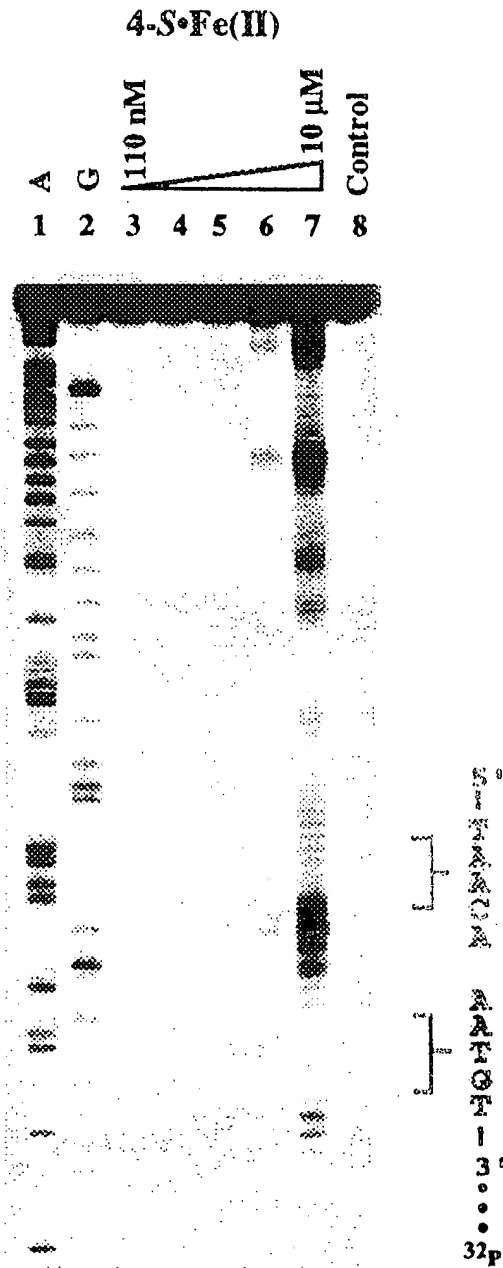 4-S•Fe(II)
110 nM
10 μM
A G Control
1 2 3 4 5 6 7 8
A
A
T
G
T
3'
32P